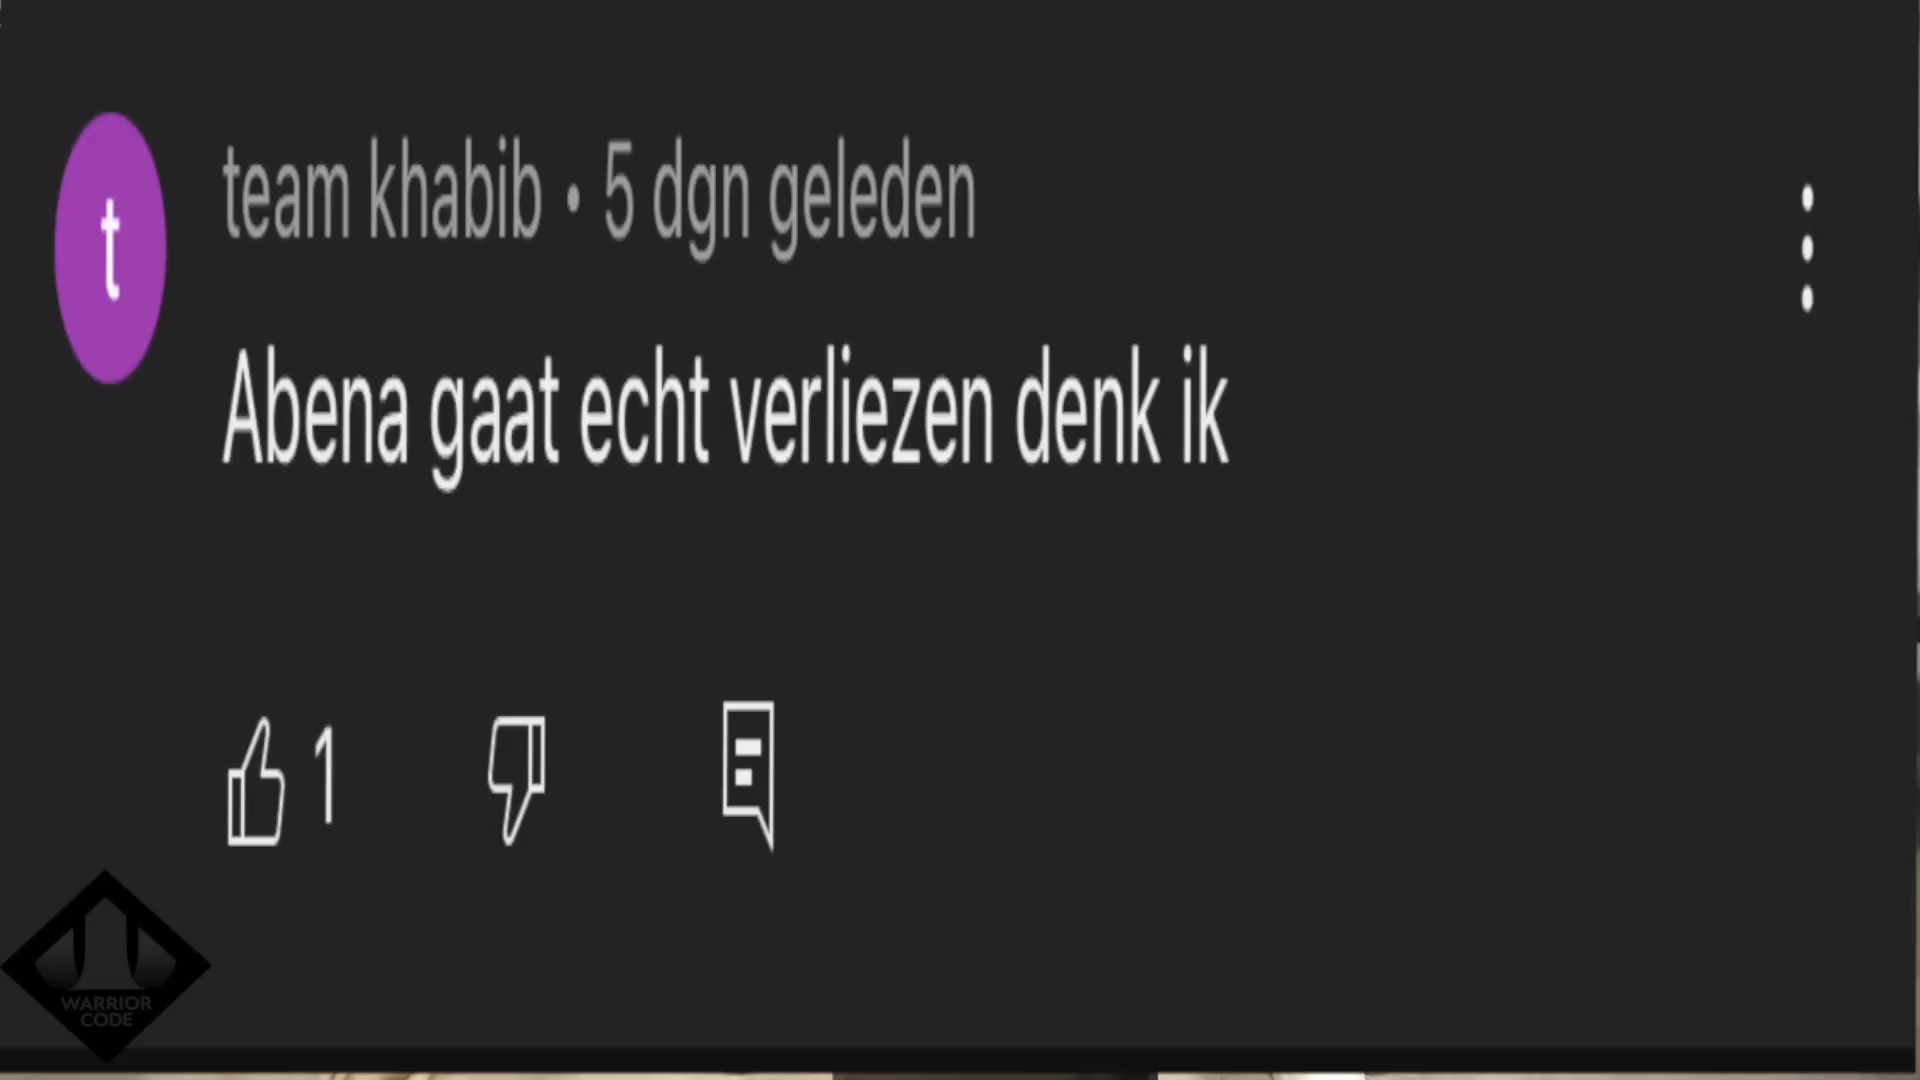 t
team khabib • 5 dgn geleden
Abena gaat echt verliezen denk ik
1
WARRIOR
CODE